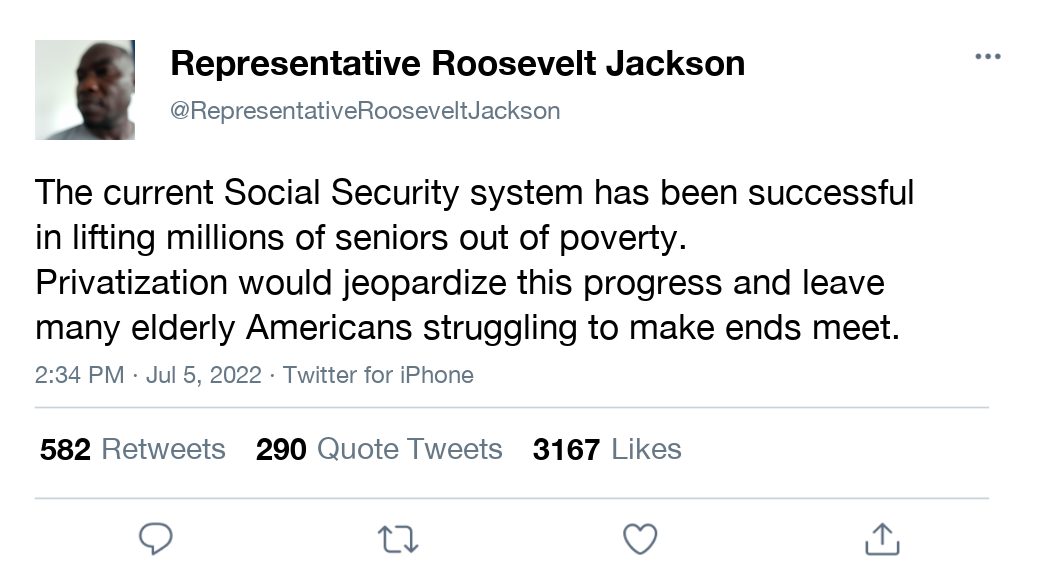 Representative Roosevelt Jackson
@RepresentativeRooseveltJackson
The current Social Security system has been successful
in lifting millions of seniors out of poverty.
Privatization would jeopardize this progress and leave
many elderly Americans struggling to make ends meet.
2:34 PM · Jul 5, 2022 · Twitter for iPhone
582 Retweets 290 Quote Tweets 3167 Likes